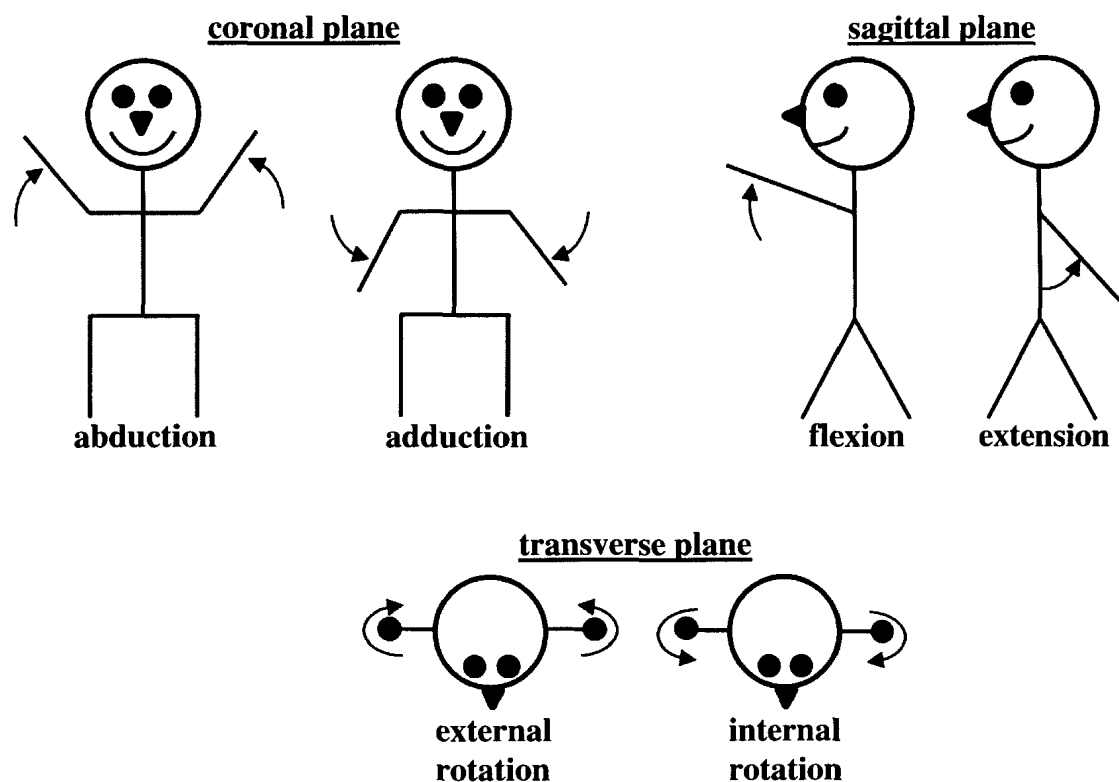 coronal plane
sagittal plane
abduction
adduction
flexion
extension
transverse plane
external
rotation
internal
rotation